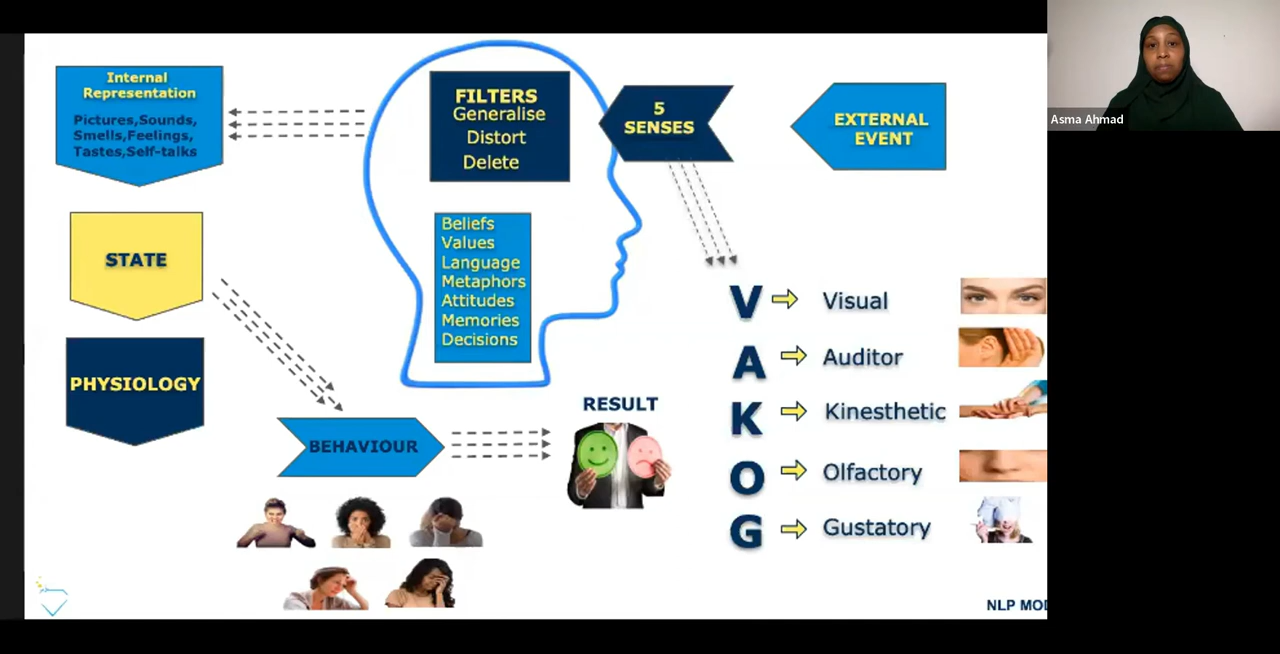 Internal
Representation
Pictures,Sounds,
Smells,Feelings,
Tastes,Self-talks
FILTERS
Generalise
Distort
Delete
5
SENSES
EXTERNAL
EVENT
Asma Ahmad
STATE
Beliefs
Values
Language
Metaphors
Attitudes
Memories
Decisions
PHYSIOLOGY
BEHAVIOUR
RESULT
V Visual
A Auditor
K Kinesthetic
O Olfactory
G Gustatory
NLP MOD